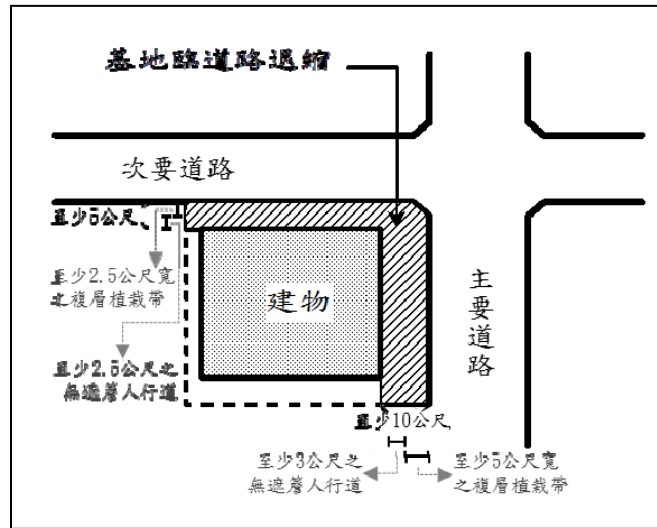 基地臨道路退縮
次要道路
至少5公尺
至少2.5公尺寬
之複層植栽帶
建物
主要道路
至少2.5公尺之
無遮簷人行道
至少10公尺
至少3公尺之
無遮簷人行道
至少5公尺寬
之複層植栽帶